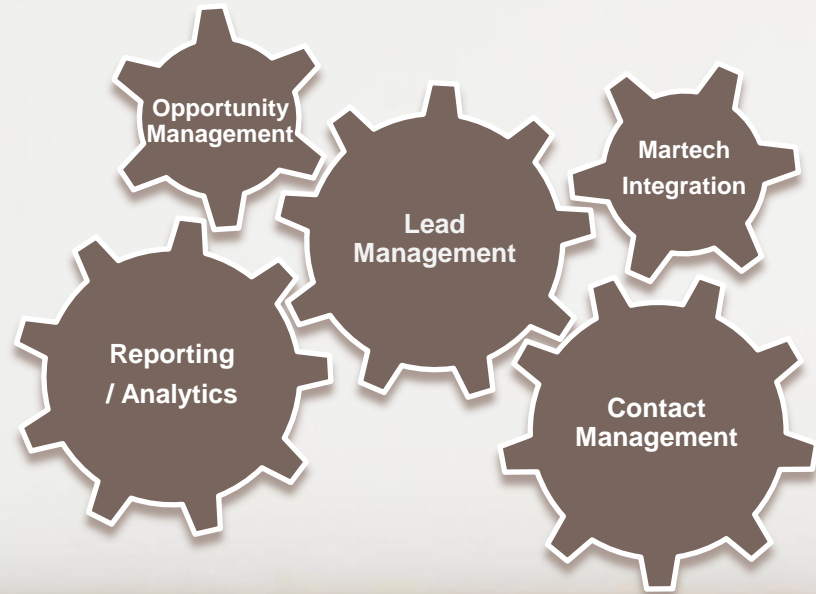 Opportunity
Management
Martech
Integration
Lead
Management
Reporting
/ Analytics
Contact
Management